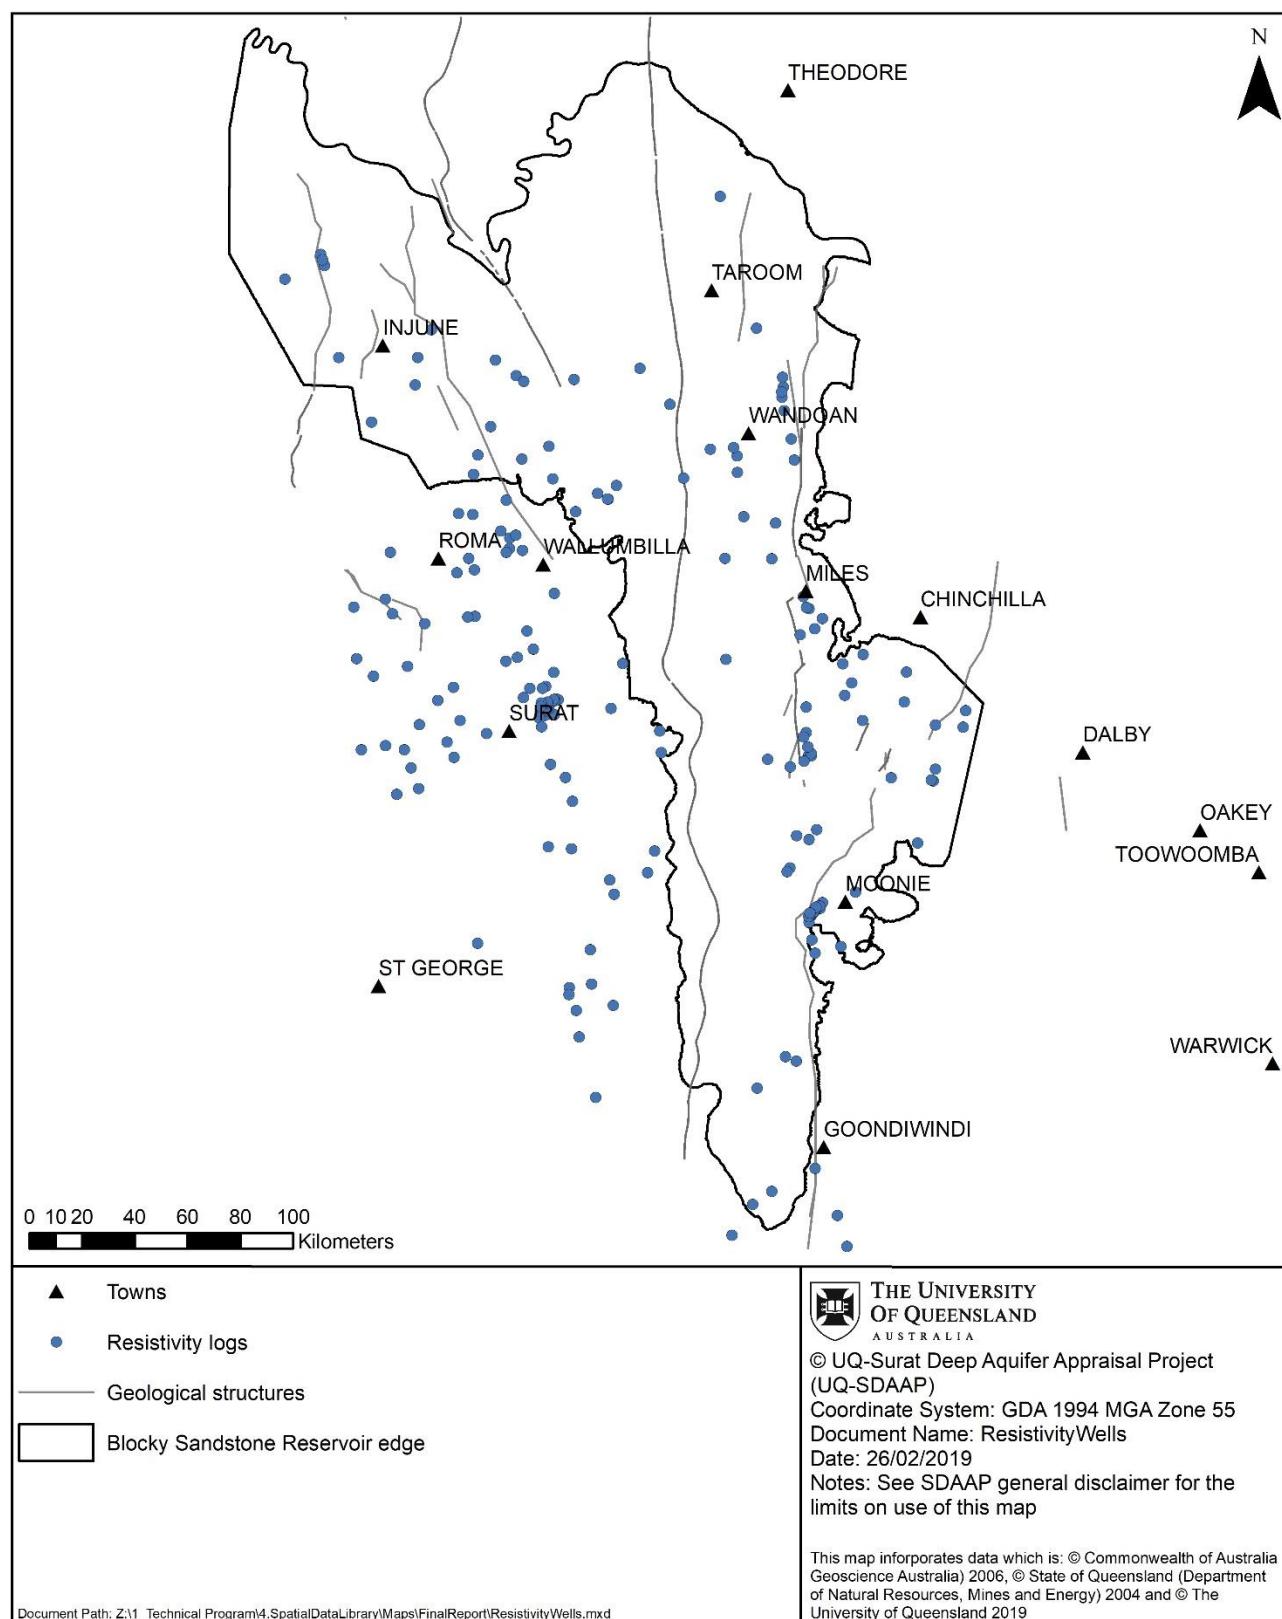 N
THEODORE
TAROOM
INJUNE
WANDOAN
ROMA
WALLUMBILLA
MILES
CHINCHILLA
SURAT
DALBY
OAKEY
TOOWOOMBA
MOONIE
ST GEORGE
WARWICK
GOONDIWINDI
0 10 20 40 60 80 100
Kilometers
Towns
Resistivity logs
Geological structures
Blocky Sandstone Reservoir edge
Document Path: Z:\1_Technical Program\4.SpatialDataLibrary\Maps\FinalReport\ResistivityWells.mxd
THE UNIVERSITY
OF QUEENSLAND
AUSTRALIA
© UQ-Surat Deep Aquifer Appraisal Project
(UQ-SDAAP)
Coordinate System: GDA 1994 MGA Zone 55
Document Name: ResistivityWells
Date: 26/02/2019
Notes: See SDAAP general disclaimer for the
limits on use of this map
This map inforporates data which is: © Commonwealth of Australia
Geoscience Australia) 2006, © State of Queensland (Department
of Natural Resources, Mines and Energy) 2004 and © The
University of Queensland 2019